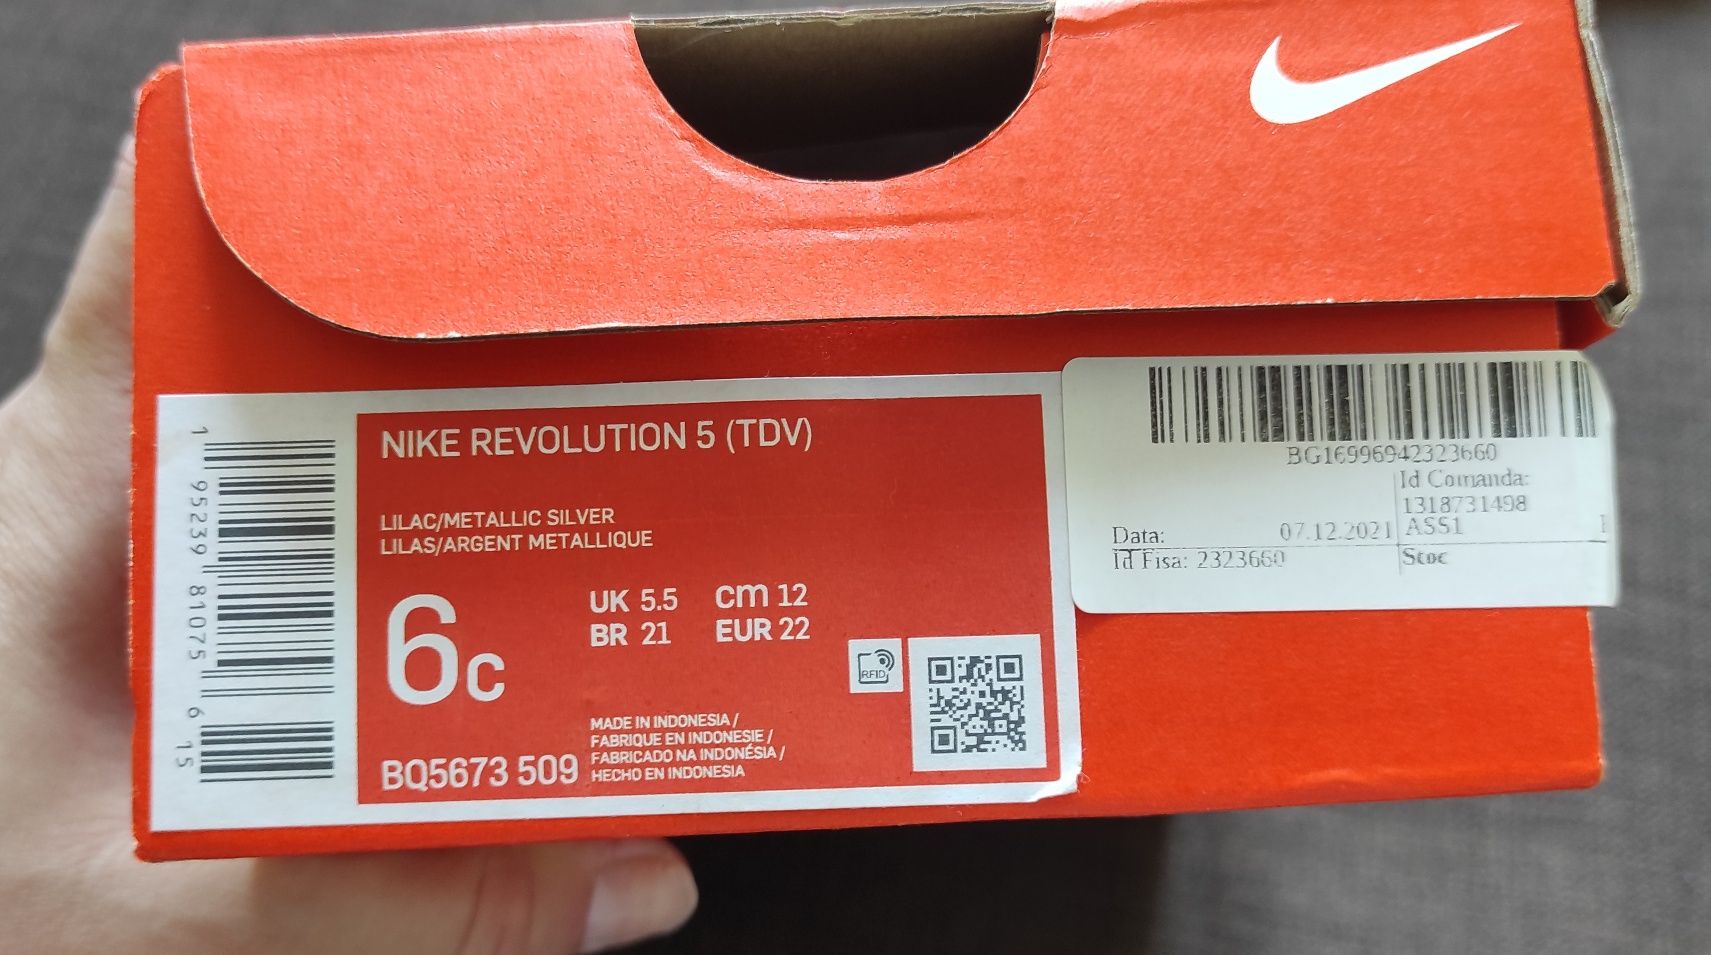 NIKE REVOLUTION 5 (TDV)
LILAC/METALLIC SILVER
LILAS/ARGENT METALLIQUE
6C
UK 5.5 cm 12
BR 21 EUR 22
RFID
MADE IN INDONESIA /
FABRIQUE EN INDONESIE /
FABRICADO NA INDONÉSIA /
HECHO EN INDONESIA
BQ5673 509
1 95239 81075 6 15
BG16996942323660
Id Comanda:
1318731498
Data: 07.12.2021 ASS1
Id Fisa: 2323660 Stoc